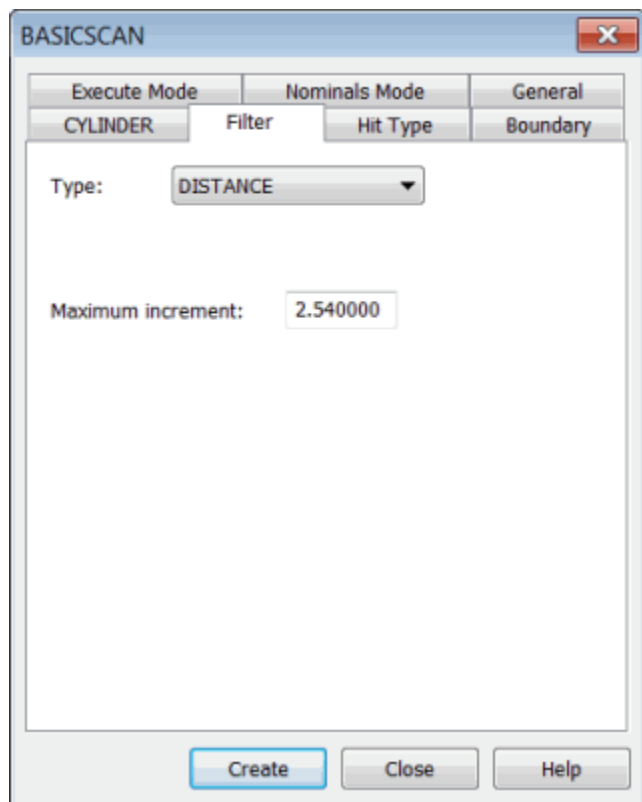 BASICSCAN
Execute Mode Nominals Mode General
CYLINDER Filter Hit Type Boundary
Type: DISTANCE
Maximum increment: 2.540000
Create Close Help